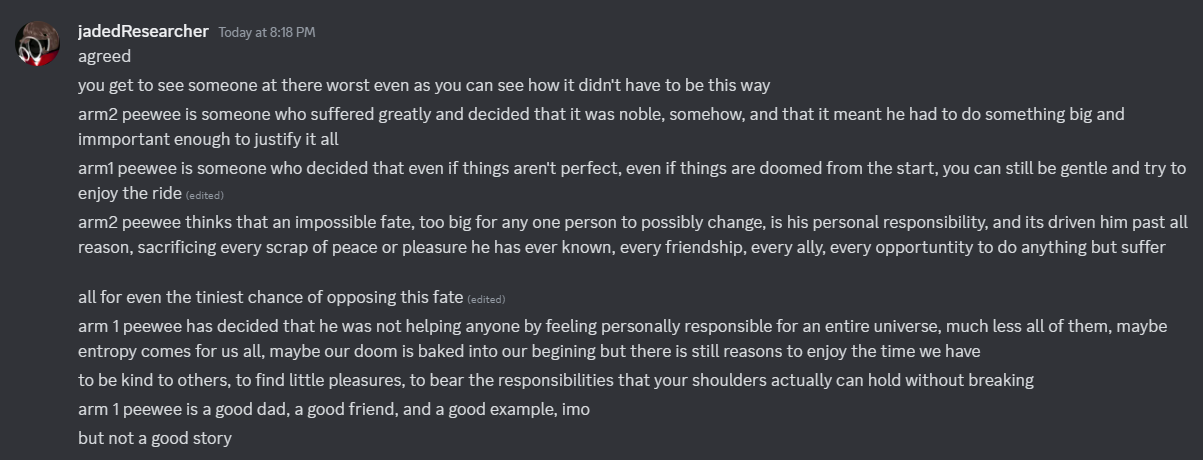 jadedResearcher Today at 8:18 PM
agreed
you get to see someone at there worst even as you can see how it didn't have to be this way
arm2 peewee is someone who suffered greatly and decided that it was noble, somehow, and that it meant he had to do something big and
immportant enough to justify it all
arm1 peewee is someone who decided that even if things aren't perfect, even if things are doomed from the start, you can still be gentle and try to
enjoy the ride (edited)
arm2 peewee thinks that an impossible fate, too big for any one person to possibly change, is his personal responsibility, and its driven him past all
reason, sacrificing every scrap of peace or pleasure he has ever known, every friendship, every ally, every opportuntity to do anything but suffer
all for even the tiniest chance of opposing this fate (edited)
arm 1 peewee has decided that he was not helping anyone by feeling personally responsible for an entire universe, much less all of them, maybe
entropy comes for us all, maybe our doom is baked into our begining but there is still reasons to enjoy the time we have
to be kind to others, to find little pleasures, to bear the responsibilities that your shoulders actually can hold without breaking
arm 1 peewee is a good dad, a good friend, and a good example, imo
but not a good story